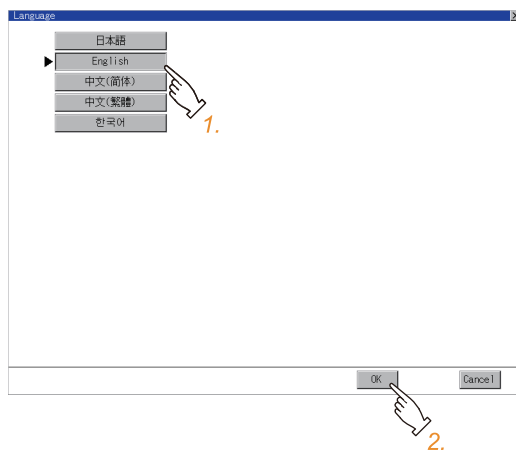 Language
日本語
English
中文(简体)
中文(繁體)
한국어
1.
OK
Cancel
2.